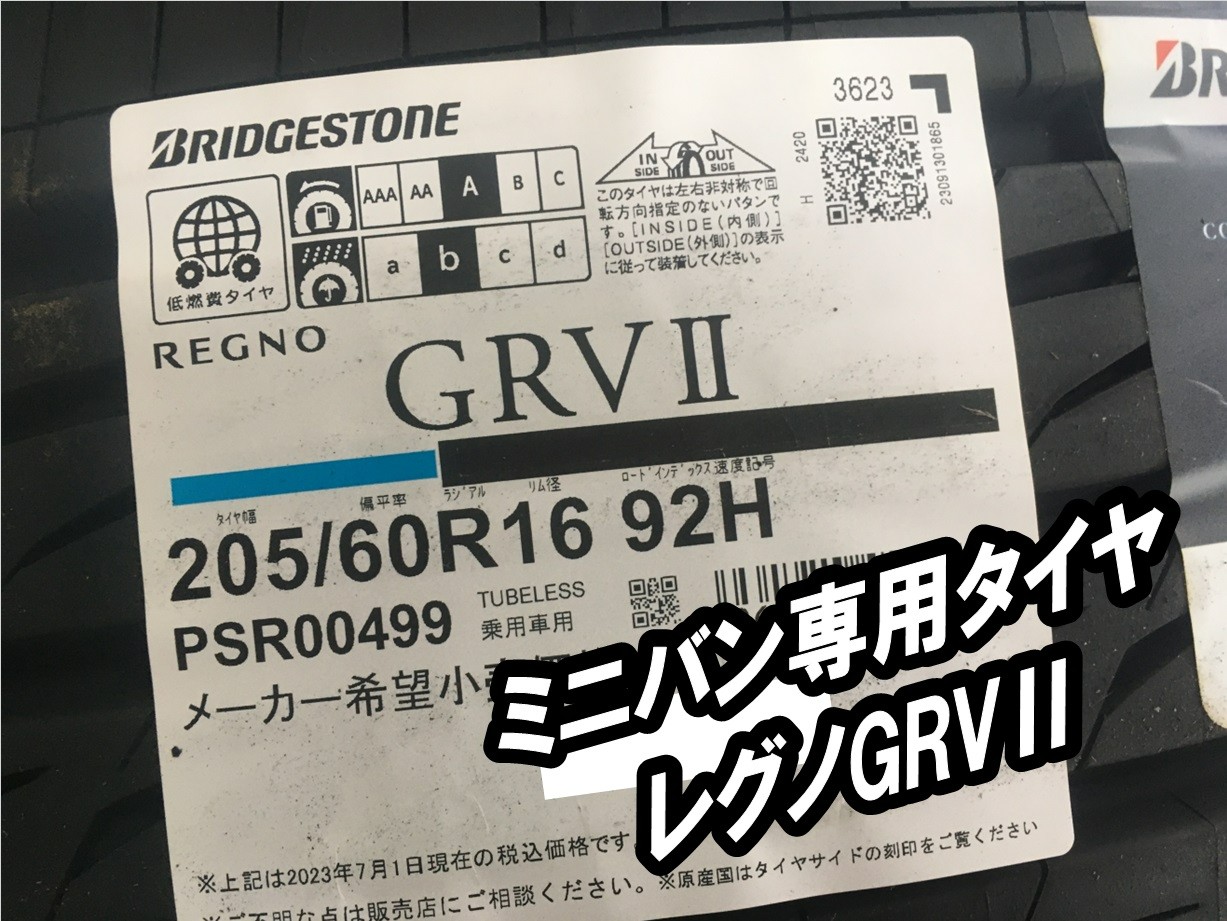 BRIDGESTONE
3623
2420
H
23091301865
IN SIDE
OUT SIDE
AAA AA A B C
a b c d
低燃費タイヤ
このタイヤは左右非対称で回
転方向指定のないパタンで
す。[INSIDE(内側)]
[OUTSIDE(外側)]の表示
に従って装着してください。
REGNO
GRVⅡ
タイヤ幅 偏平率 ラジアル リム径 ロードインデックス 速度記号
205/60R16 92H
PSR00499
TUBELESS
乗用車用
メーカー希望小
ミニバン専用タイヤ
レグノGRVⅡ
※上記は2023年7月1日現在の税込価格です。
※ご不明な点は販売店にご相談ください。※原産国はタイヤサイドの刻印をご覧ください
BR
CO